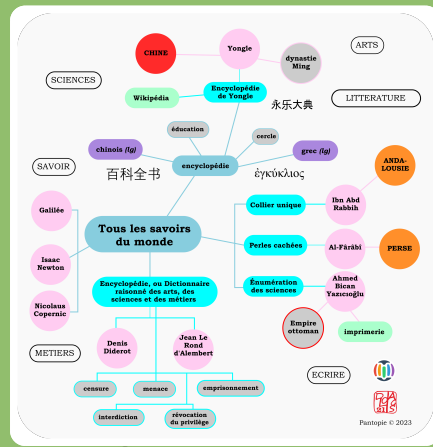 CHINE
Yongle
dynastie
Ming
ARTS
SCIENCES
Wikipédia
Encyclopédie
de Yongle
永乐大典
LITTERATURE
éducation
cercle
chinois (lg)
encyclopédie
grec (lg)
百科全书
ἐγκύκλιος
SAVOIR
ANDA-
LOUSIE
Galilée
Collier unique
Ibn Abd
Rabbih
Tous les savoirs
du monde
Isaac
Newton
Perles cachées
Al-Fârâbî
PERSE
Encyclopédie, ou Dictionnaire
raisonné des arts, des
sciences et des métiers
Énumération
des sciences
Ahmed
Bican
Yazıcıoğlu
Nicolaus
Copernic
Empire
ottoman
imprimerie
METIERS
Denis
Diderot
Jean Le
Rond
d'Alembert
ECRIRE
censure
menace
emprisonnement
interdiction
révocation
du privilège
Pantopie © 2023